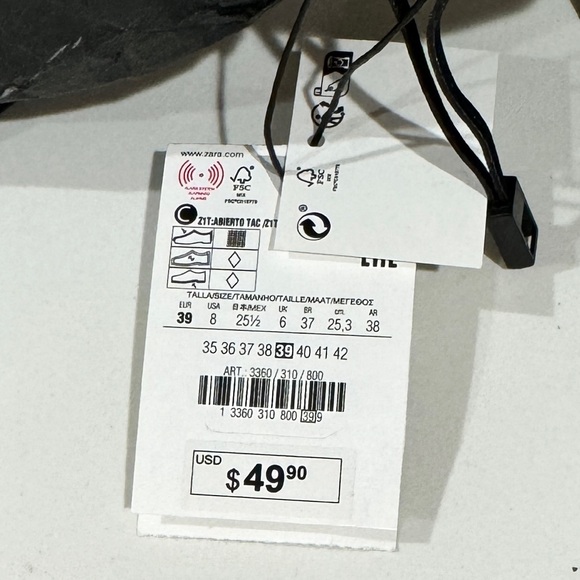 www.zara.com
ALARM SYSTEM
FSC
Z1T:ABIERTO TAC /Z1T
TALLA/SIZE/TAMANHO/TAILLE/MAAT/ΜΕΓΕΘΟΣ
EUR USA 日本/MEX UK BR cm. AR
39 8 25½ 6 37 25,3 38
35 36 37 38 39 40 41 42
ART.: 3360 / 310 / 800
1 3360 310 800 39 9
USD
$ 49 90
FSC
®